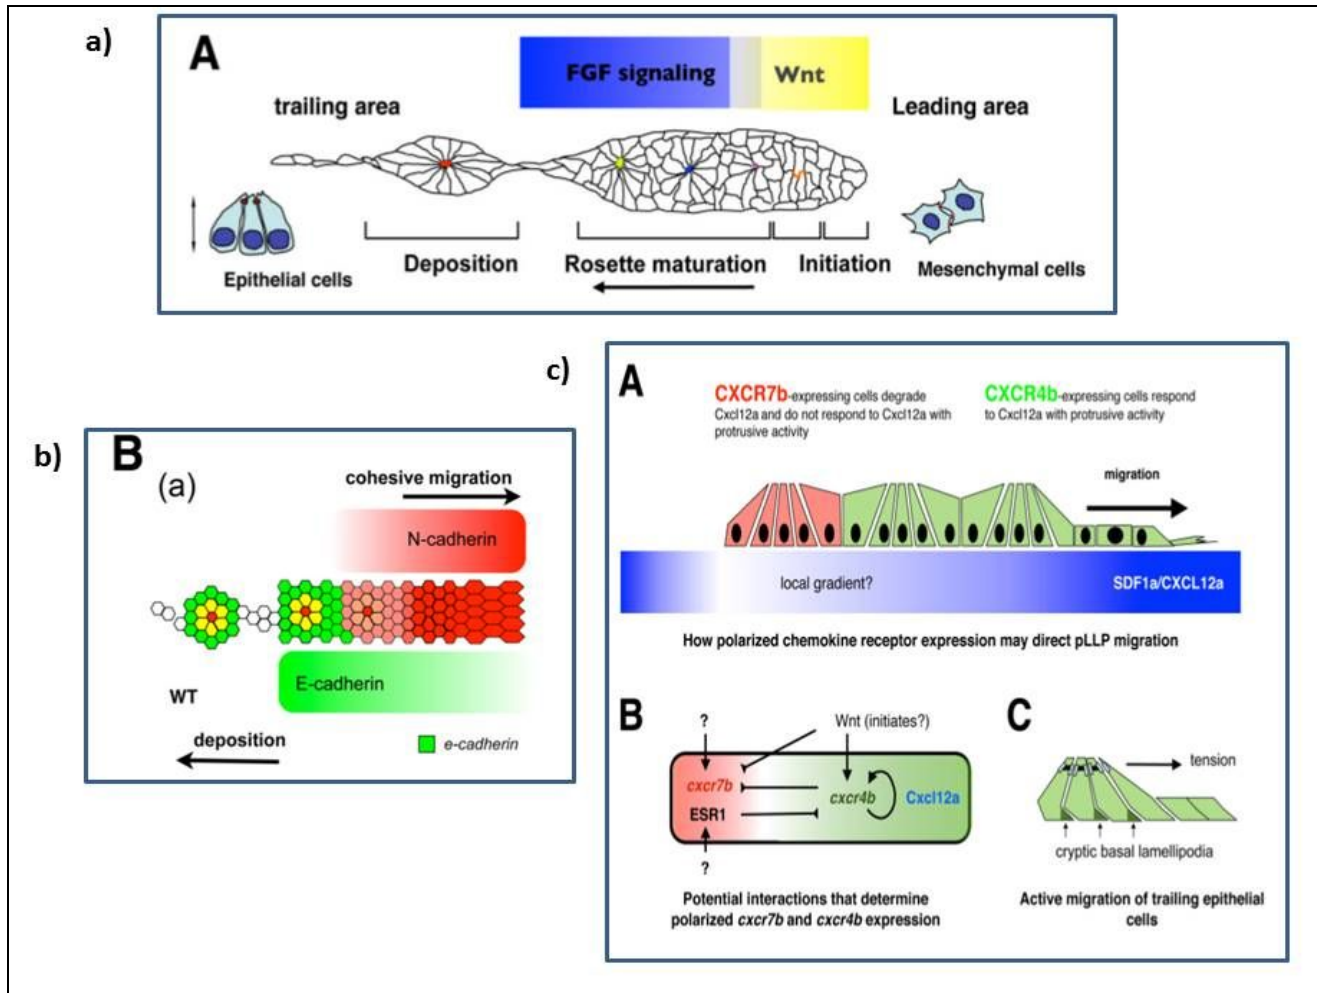 a)
A
FGF signaling
Wnt
trailing area
Leading area
Epithelial cells
Deposition
Rosette maturation
Initiation
Mesenchymal cells
b)
B
(a)
cohesive migration
N-cadherin
E-cadherin
WT
deposition
e-cadherin
c)
A
CXCR7b-expressing cells degrade
Cxcl12a and do not respond to Cxcl12a with
protrusive activity
CXCR4b-expressing cells respond
to Cxcl12a with protrusive activity
migration
local gradient?
SDF1a/CXCL12a
How polarized chemokine receptor expression may direct pLLP migration
B
?
Wnt (initiates?)
cxcr7b
cxcr4b
Cxcl12a
ESR1
?
Potential interactions that determine
polarized cxcr7b and cxcr4b expression
C
tension
cryptic basal lamellipodia
Active migration of trailing epithelial
cells